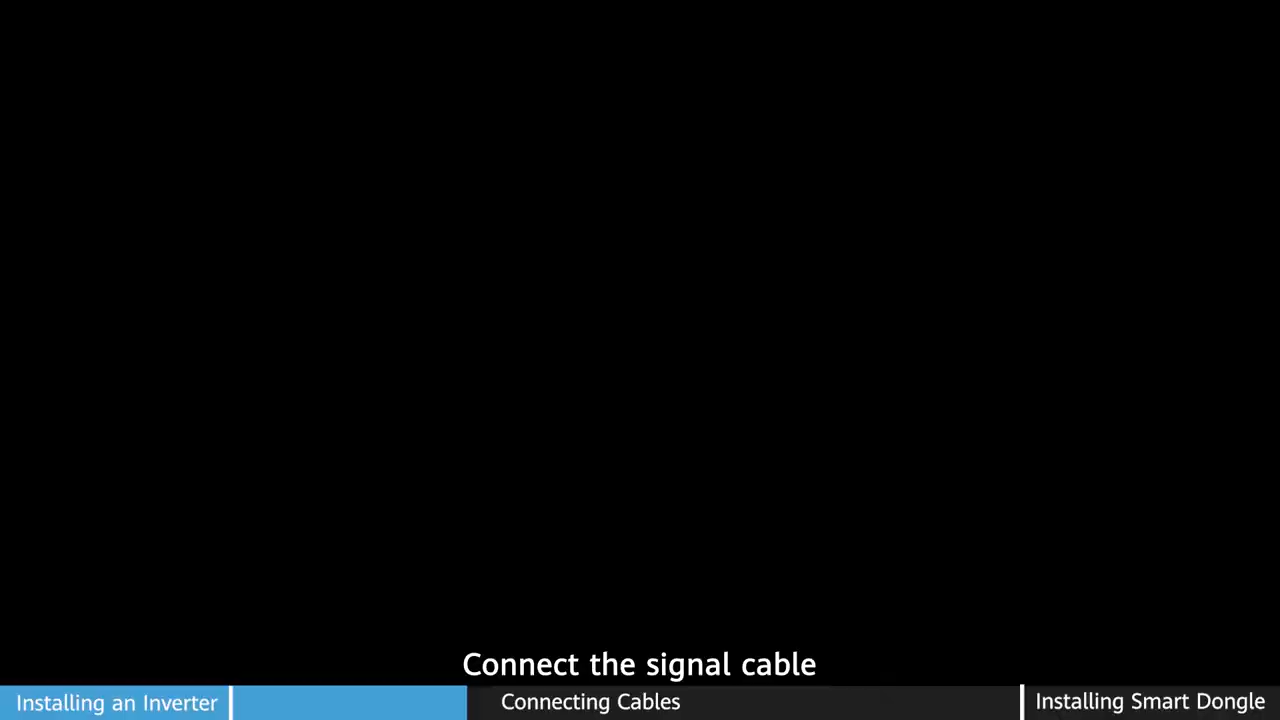 Connect the signal cable
Installing an Inverter
Connecting Cables
Installing Smart Dongle